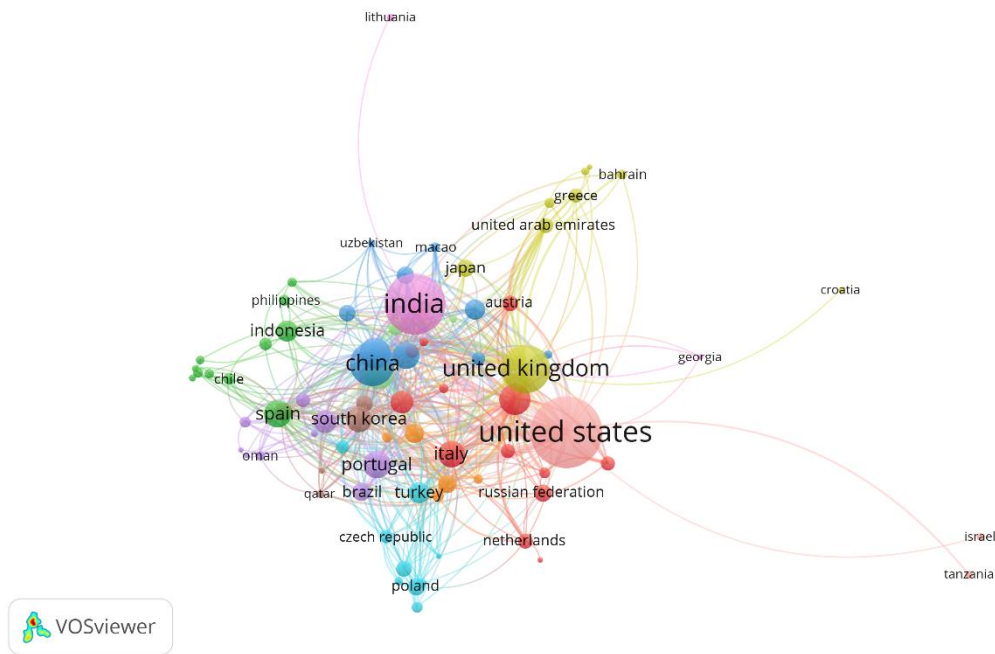 lithuania
bahrain
greece
united arab emirates
uzbekistan
macao
japan
croatia
philippines
india
austria
indonesia
georgia
china
united kingdom
chile
spain
south korea
united states
italy
oman
portugal
qatar
brazil
turkey
russian federation
czech republic
netherlands
israel
tanzania
poland
VOSviewer